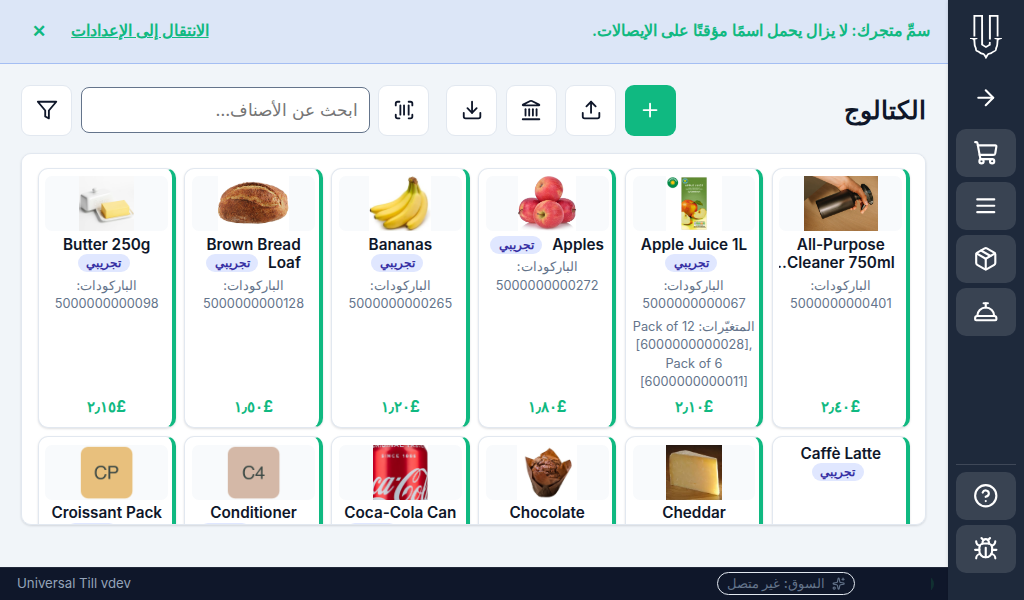 سمِّ متجرك: لا يزال يحمل اسمًا مؤقتًا على الإيصالات.
الانتقال إلى الإعدادات
×
الكتالوج
ابحث عن الأصناف...
All-Purpose
Cleaner 750ml..
الباركودات:
5000000000401
£٢٫٤٠
Apple Juice 1L
تجريبي
الباركودات:
5000000000067
المتغيّرات: Pack of 12
[6000000000028],
Pack of 6
[6000000000011]
£٢٫١٠
Apples تجريبي
الباركودات:
5000000000272
£١٫٨٠
Bananas
تجريبي
الباركودات:
5000000000265
£١٫٢٠
Brown Bread
Loaf تجريبي
الباركودات:
5000000000128
£١٫٥٠
Butter 250g
تجريبي
الباركودات:
5000000000098
£٢٫١٥
Caffè Latte
تجريبي
Cheddar
Chocolate
Coca-Cola Can
C4
Conditioner
CP
Croissant Pack
السوق: غير متصل
Universal Till vdev